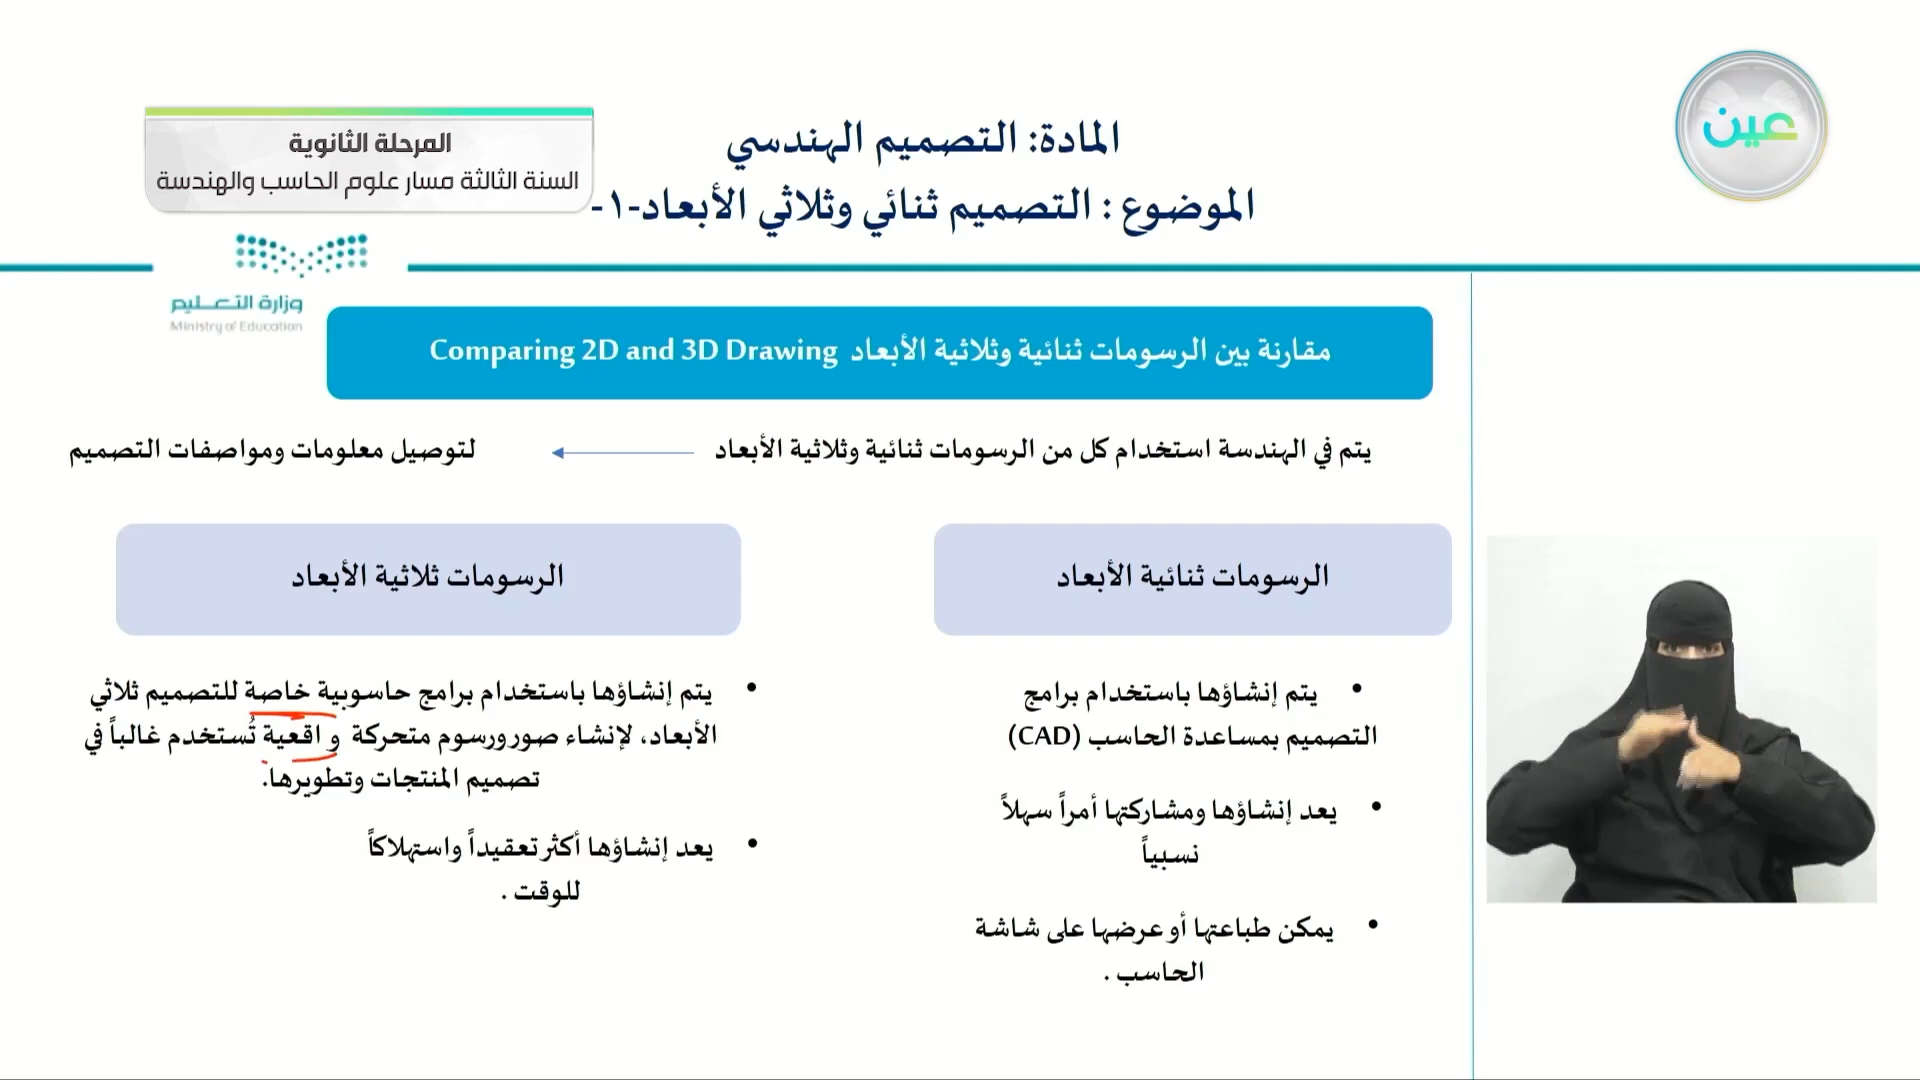 عين
المادة: التصميم الهندسي
الموضوع : التصميم ثنائي وثلاثي الأبعاد-١-
المرحلة الثانوية
السنة الثالثة مسار علوم الحاسب والهندسة
وزارة التعليم
Ministry of Education
مقارنة بين الرسومات ثنائية وثلاثية الأبعاد Comparing 2D and 3D Drawing
يتم في الهندسة استخدام كل من الرسومات ثنائية وثلاثية الأبعاد
لتوصيل معلومات ومواصفات التصميم
الرسومات ثنائية الأبعاد
• يتم إنشاؤها باستخدام برامج
التصميم بمساعدة الحاسب (CAD)
• يعد إنشاؤها ومشاركتها أمراً سهلاً
نسبياً
• يمكن طباعتها أو عرضها على شاشة
الحاسب .
الرسومات ثلاثية الأبعاد
• يتم إنشاؤها باستخدام برامج حاسوبية خاصة للتصميم ثلاثي
الأبعاد، لإنشاء صور ورسوم متحركة واقعية تُستخدم غالباً في
تصميم المنتجات وتطويرها.
• يعد إنشاؤها أكثر تعقيداً واستهلاكاً
للوقت .